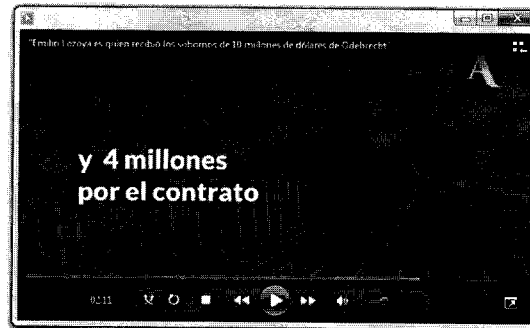 "Emilio Lozoya es quien recibió los sobornos de 10 millones de dólares de Odebrecht"
A
y 4 millones
por el contrato
02:11